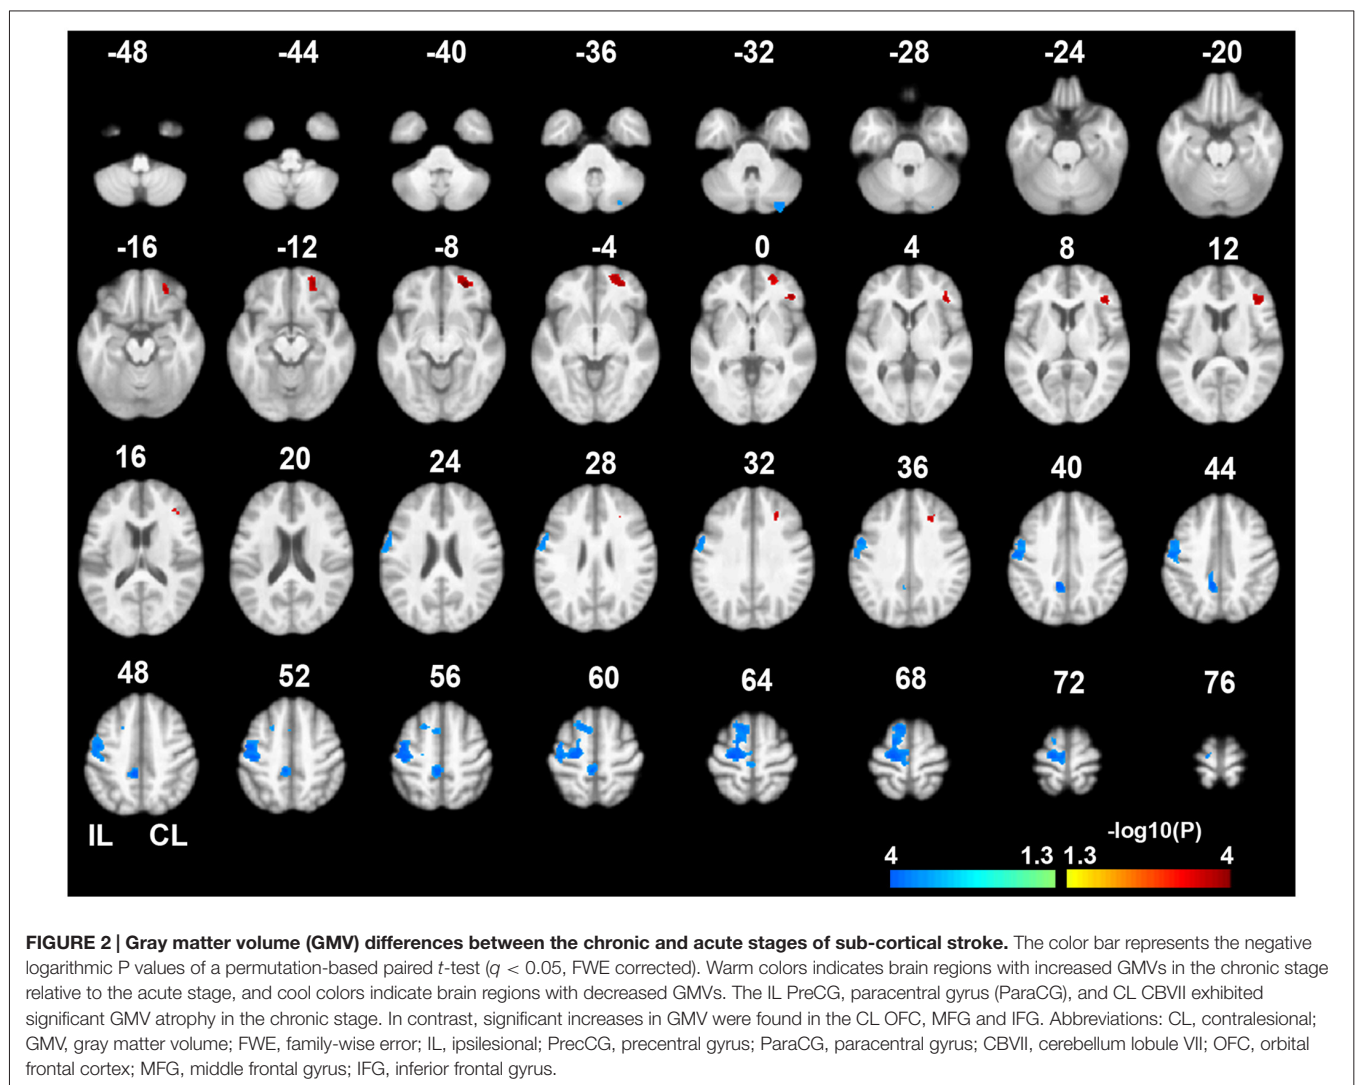 -48 -44 -40 -36 -32 -28 -24 -20
-16 -12 -8 -4 0 4 8 12
16 20 24 28 32 36 40 44
48 52 56 60 64 68 72 76
IL CL
-log10(P)
4 1.3 1.3 4
FIGURE 2 | Gray matter volume (GMV) differences between the chronic and acute stages of sub-cortical stroke. The color bar represents the negative
logarithmic P values of a permutation-based paired t-test (q < 0.05, FWE corrected). Warm colors indicates brain regions with increased GMVs in the chronic stage
relative to the acute stage, and cool colors indicate brain regions with decreased GMVs. The IL PreCG, paracentral gyrus (ParaCG), and CL CBVII exhibited
significant GMV atrophy in the chronic stage. In contrast, significant increases in GMV were found in the CL OFC, MFG and IFG. Abbreviations: CL, contralesional;
GMV, gray matter volume; FWE, family-wise error; IL, ipsilesional; PrecCG, precentral gyrus; ParaCG, paracentral gyrus; CBVII, cerebellum lobule VII; OFC, orbital
frontal cortex; MFG, middle frontal gyrus; IFG, inferior frontal gyrus.